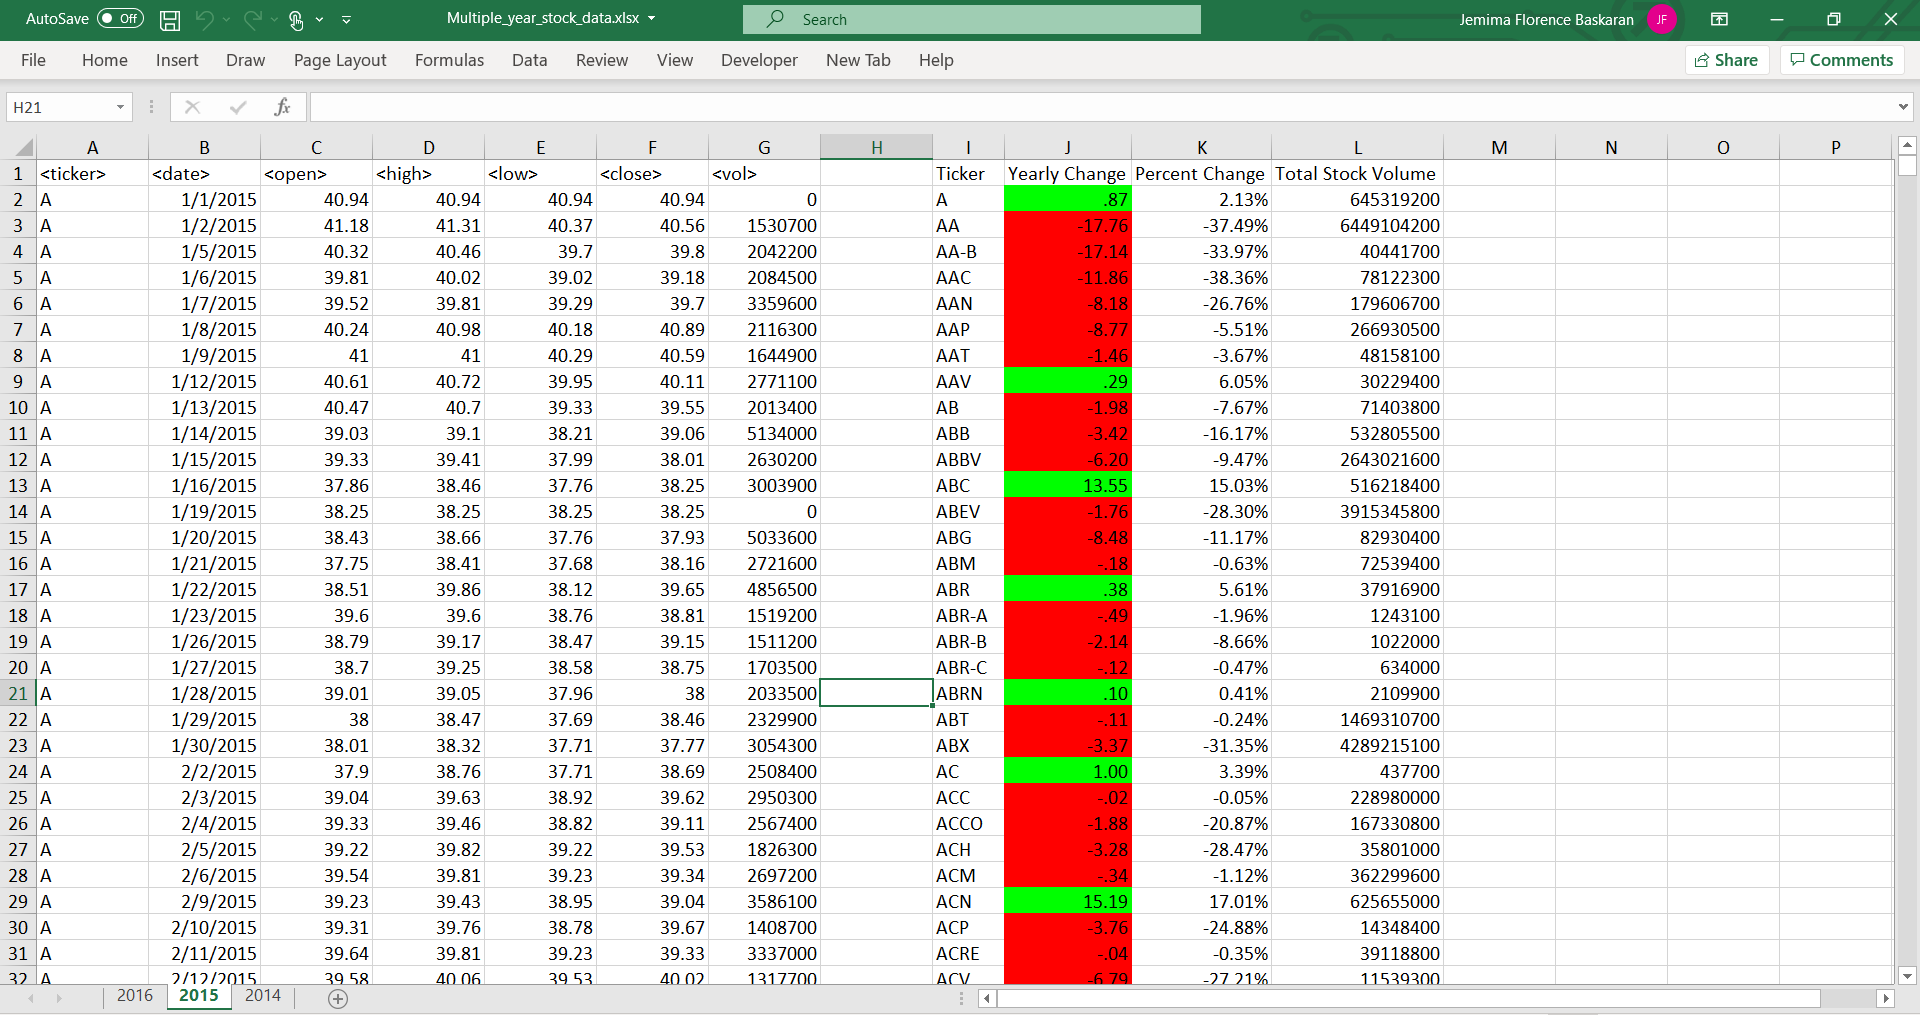 AutoSave Off Multiple_year_stock_data.xlsx Search Jemima Florence Baskaran JF
File Home Insert Draw Page Layout Formulas Data Review View Developer New Tab Help Share Comments
H21 fx
A B C D E F G H I J K L M N O P
1 <ticker> <date> <open> <high> <low> <close> <vol> Ticker Yearly Change Percent Change Total Stock Volume
2 A 1/1/2015 40.94 40.94 40.94 40.94 0 A .87 2.13% 645319200
3 A 1/2/2015 41.18 41.31 40.37 40.56 1530700 AA -17.76 -37.49% 6449104200
4 A 1/5/2015 40.32 40.46 39.7 39.8 2042200 AA-B -17.14 -33.97% 40441700
5 A 1/6/2015 39.81 40.02 39.02 39.18 2084500 AAC -11.86 -38.36% 78122300
6 A 1/7/2015 39.52 39.81 39.29 39.7 3359600 AAN -8.18 -26.76% 179606700
7 A 1/8/2015 40.24 40.98 40.18 40.89 2116300 AAP -8.77 -5.51% 266930500
8 A 1/9/2015 41 41 40.29 40.59 1644900 AAT -1.46 -3.67% 48158100
9 A 1/12/2015 40.61 40.72 39.95 40.11 2771100 AAV .29 6.05% 30229400
10 A 1/13/2015 40.47 40.7 39.33 39.55 2013400 AB -1.98 -7.67% 71403800
11 A 1/14/2015 39.03 39.1 38.21 39.06 5134000 ABB -3.42 -16.17% 532805500
12 A 1/15/2015 39.33 39.41 37.99 38.01 2630200 ABBV -6.20 -9.47% 2643021600
13 A 1/16/2015 37.86 38.46 37.76 38.25 3003900 ABC 13.55 15.03% 516218400
14 A 1/19/2015 38.25 38.25 38.25 38.25 0 ABEV -1.76 -28.30% 3915345800
15 A 1/20/2015 38.43 38.66 37.76 37.93 5033600 ABG -8.48 -11.17% 82930400
16 A 1/21/2015 37.75 38.41 37.68 38.16 2721600 ABM -.18 -0.63% 72539400
17 A 1/22/2015 38.51 39.86 38.12 39.65 4856500 ABR .38 5.61% 37916900
18 A 1/23/2015 39.6 39.6 38.76 38.81 1519200 ABR-A -.49 -1.96% 1243100
19 A 1/26/2015 38.79 39.17 38.47 39.15 1511200 ABR-B -2.14 -8.66% 1022000
20 A 1/27/2015 38.7 39.25 38.58 38.75 1703500 ABR-C -.12 -0.47% 634000
21 A 1/28/2015 39.01 39.05 37.96 38 2033500 ABRN .10 0.41% 2109900
22 A 1/29/2015 38 38.47 37.69 38.46 2329900 ABT -.11 -0.24% 1469310700
23 A 1/30/2015 38.01 38.32 37.71 37.77 3054300 ABX -3.37 -31.35% 4289215100
24 A 2/2/2015 37.9 38.76 37.71 38.69 2508400 AC 1.00 3.39% 437700
25 A 2/3/2015 39.04 39.63 38.92 39.62 2950300 ACC -.02 -0.05% 228980000
26 A 2/4/2015 39.33 39.46 38.82 39.11 2567400 ACCO -1.88 -20.87% 167330800
27 A 2/5/2015 39.22 39.82 39.22 39.53 1826300 ACH -3.28 -28.47% 35801000
28 A 2/6/2015 39.54 39.81 39.23 39.34 2697200 ACM -.34 -1.12% 362299600
29 A 2/9/2015 39.23 39.43 38.95 39.04 3586100 ACN 15.19 17.01% 625655000
30 A 2/10/2015 39.31 39.76 38.78 39.67 1408700 ACP -3.76 -24.88% 14348400
31 A 2/11/2015 39.64 39.81 39.23 39.33 3337000 ACRE -.04 -0.35% 39118800
32 A 2/12/2015 39.58 40.06 39.53 40.02 1317700 ACV -6.79 -27.21% 11539300
2016 2015 2014